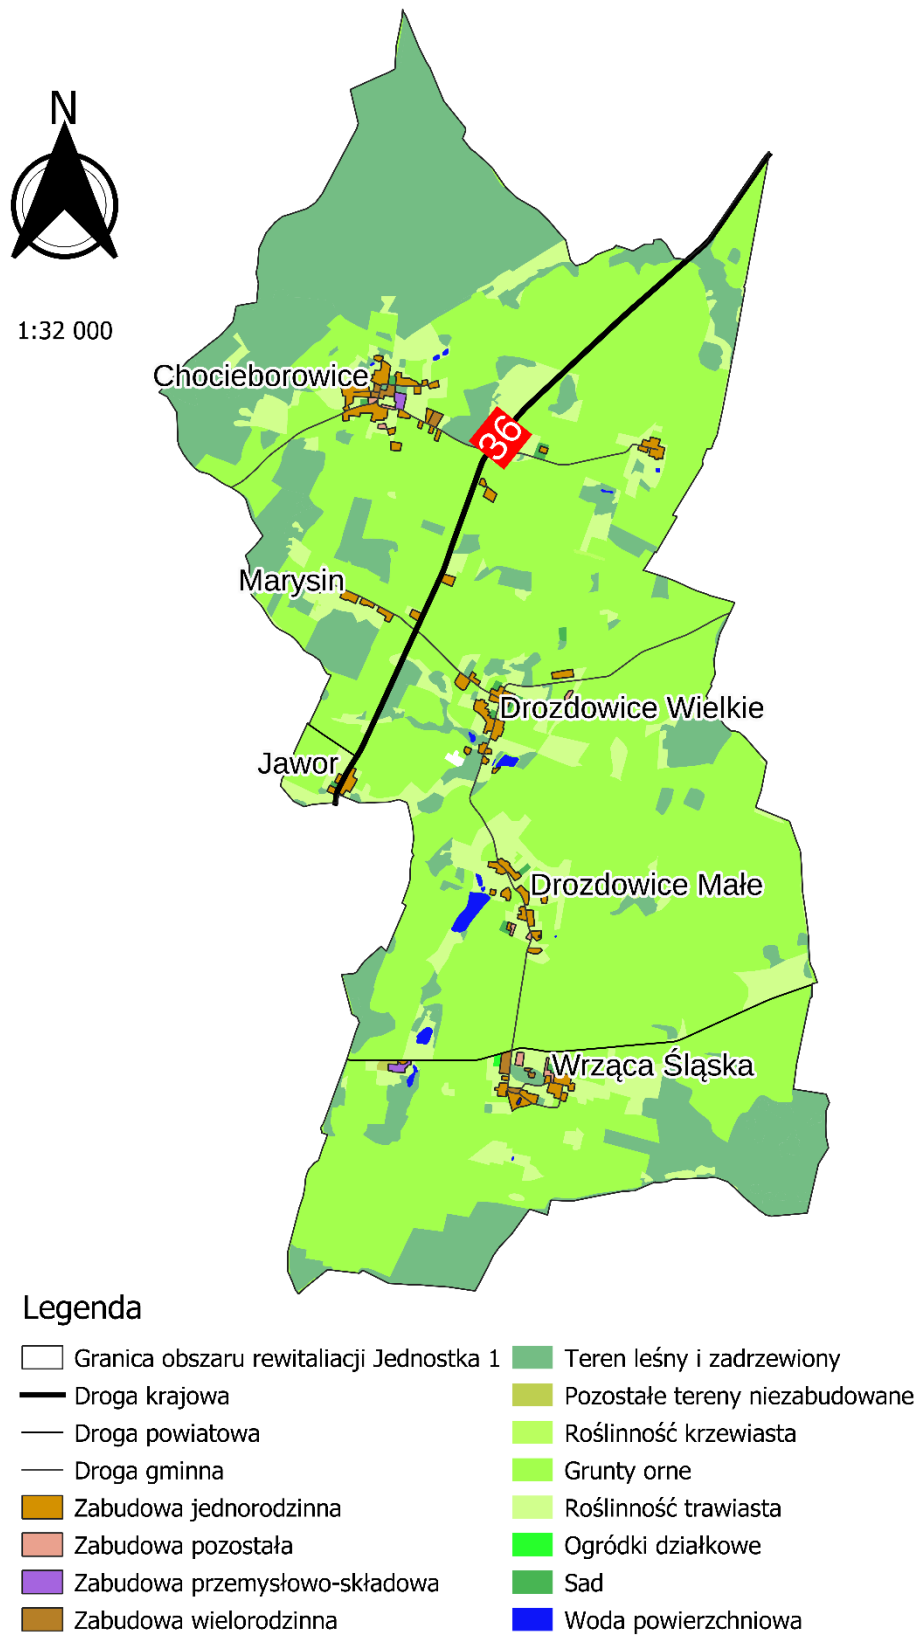 N
1:32 000
Chocieborowice
36
Marysin
Drozdowice Wielkie
Jawor
Drozdowice Małe
Wrząca Śląska
Legenda
Granica obszaru rewitaliacji Jednostka 1
Droga krajowa
Droga powiatowa
Droga gminna
Zabudowa jednorodzinna
Zabudowa pozostała
Zabudowa przemysłowo-składowa
Zabudowa wielorodzinna
Teren leśny i zadrzewiony
Pozostałe tereny niezabudowane
Roślinność krzewiasta
Grunty orne
Roślinność trawiasta
Ogródki działkowe
Sad
Woda powierzchniowa